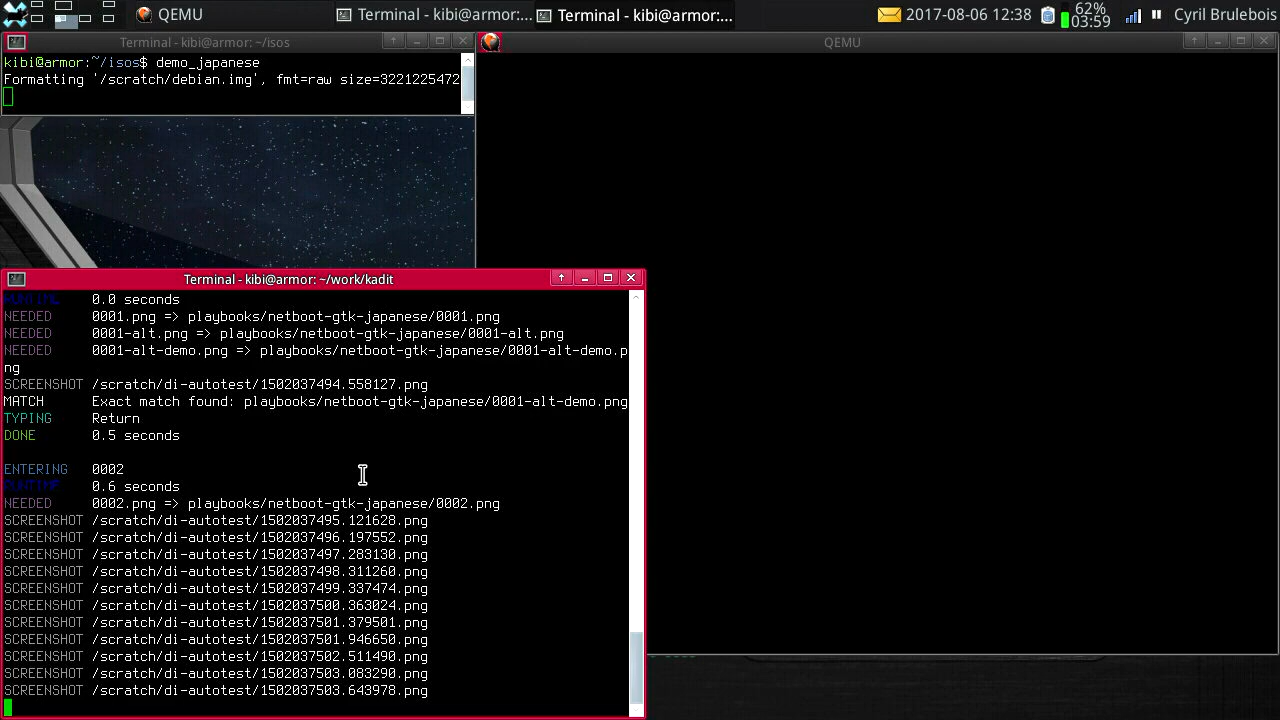 QEMU
Terminal - kibi@armor:...
Terminal - kibi@armor:...
2017-08-06 12:38
62%
03:59
Cyril Brulebois
Terminal - kibi@armor: ~/isos
QEMU
kibi@armor:~/isos$ demo_japanese
Formatting '/scratch/debian.img', fmt=raw size=3221225472
Terminal - kibi@armor: ~/work/kadit
RUNTIME 0.0 seconds
NEEDED 0001.png => playbooks/netboot-gtk-japanese/0001.png
NEEDED 0001-alt.png => playbooks/netboot-gtk-japanese/0001-alt.png
NEEDED 0001-alt-demo.png => playbooks/netboot-gtk-japanese/0001-alt-demo.p
ng
SCREENSHOT /scratch/di-autotest/1502037494.558127.png
MATCH Exact match found: playbooks/netboot-gtk-japanese/0001-alt-demo.png
TYPING Return
DONE 0.5 seconds
ENTERING 0002
RUNTIME 0.6 seconds
NEEDED 0002.png => playbooks/netboot-gtk-japanese/0002.png
SCREENSHOT /scratch/di-autotest/1502037495.121628.png
SCREENSHOT /scratch/di-autotest/1502037496.197552.png
SCREENSHOT /scratch/di-autotest/1502037497.283130.png
SCREENSHOT /scratch/di-autotest/1502037498.311260.png
SCREENSHOT /scratch/di-autotest/1502037499.337474.png
SCREENSHOT /scratch/di-autotest/1502037500.363024.png
SCREENSHOT /scratch/di-autotest/1502037501.379501.png
SCREENSHOT /scratch/di-autotest/1502037501.946650.png
SCREENSHOT /scratch/di-autotest/1502037502.511490.png
SCREENSHOT /scratch/di-autotest/1502037503.083290.png
SCREENSHOT /scratch/di-autotest/1502037503.643978.png